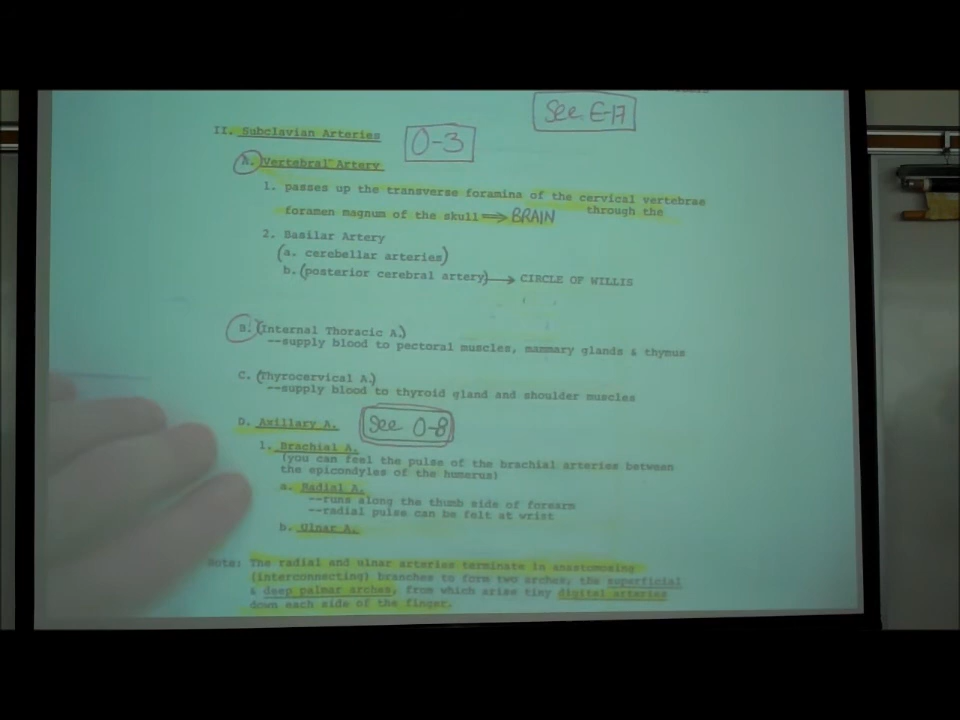 See E-17
II. Subclavian Arteries
O-3
A. Vertebral Artery
1. passes up the transverse foramina of the cervical vertebrae
through the
foramen magnum of the skull ⟹ BRAIN
2. Basilar Artery
(a. cerebellar arteries)
b. (posterior cerebral artery) → CIRCLE OF WILLIS
B. (Internal Thoracic A.)
--supply blood to pectoral muscles, mammary glands & thymus
C. (Thyrocervical A.)
--supply blood to thyroid gland and shoulder muscles
D. Axillary A.
See O-8
1. Brachial A.
(you can feel the pulse of the brachial arteries between
the epicondyles of the humerus)
a. Radial A.
--runs along the thumb side of forearm
--radial pulse can be felt at wrist
b. Ulnar A.
Note: The radial and ulnar arteries terminate in anastomosing
(interconnecting) branches to form two arches, the superficial
& deep palmar arches, from which arise tiny digital arteries
down each side of the finger.